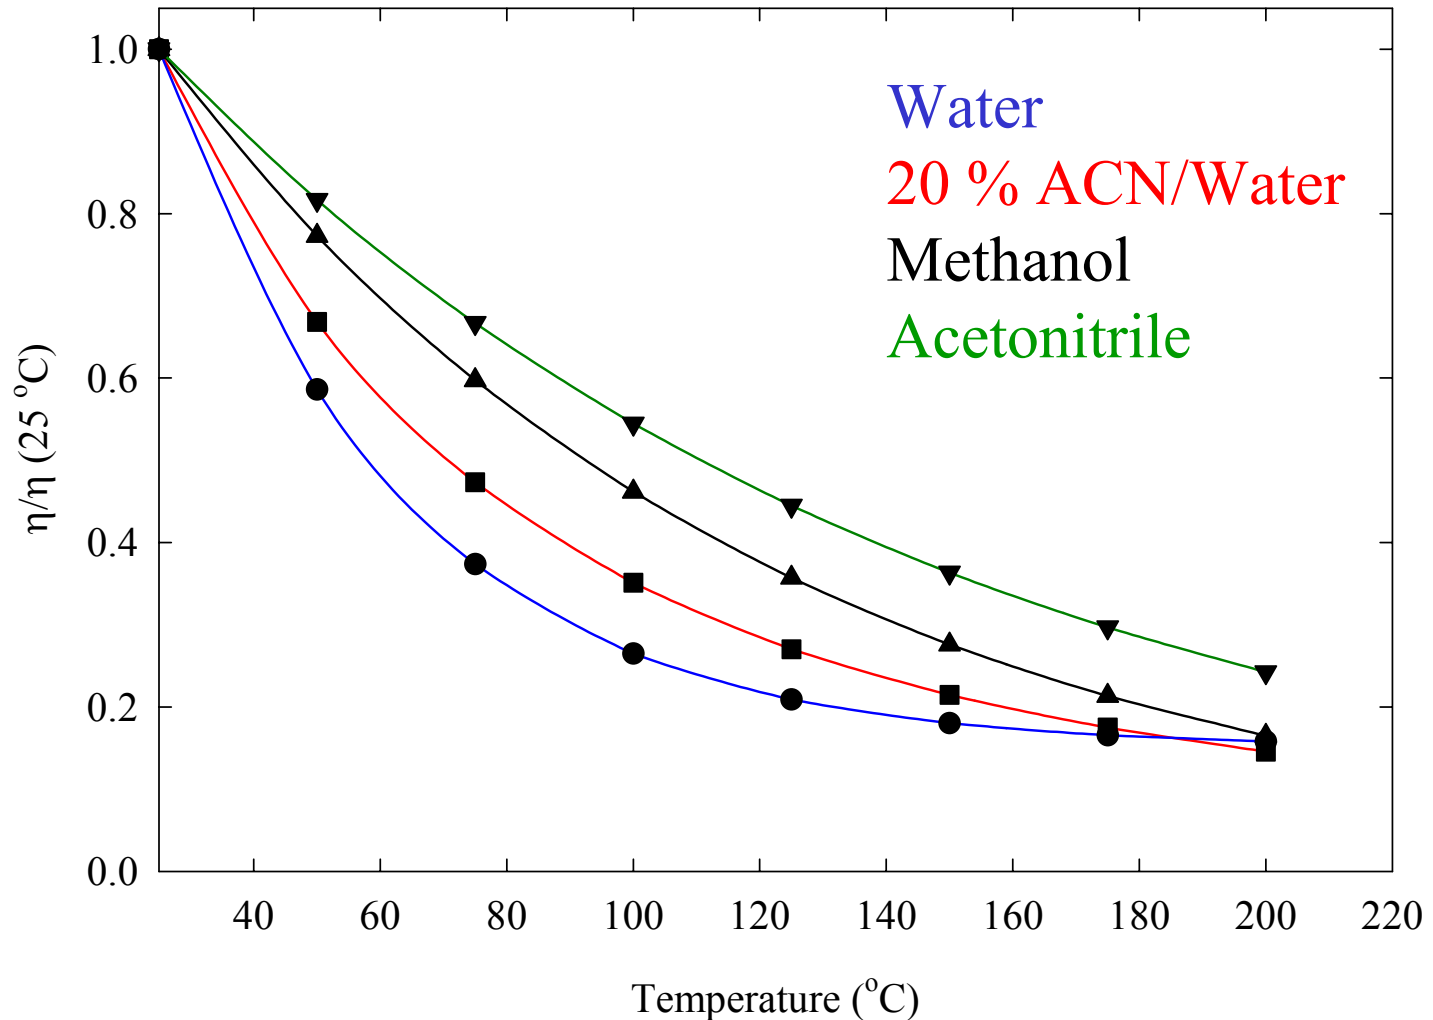 1.0
0.8
0.6
0.4
0.2
0.0
η/η (25 °C)
Water
20 % ACN/Water
Methanol
Acetonitrile
40 60 80 100 120 140 160 180 200 220
Temperature (°C)